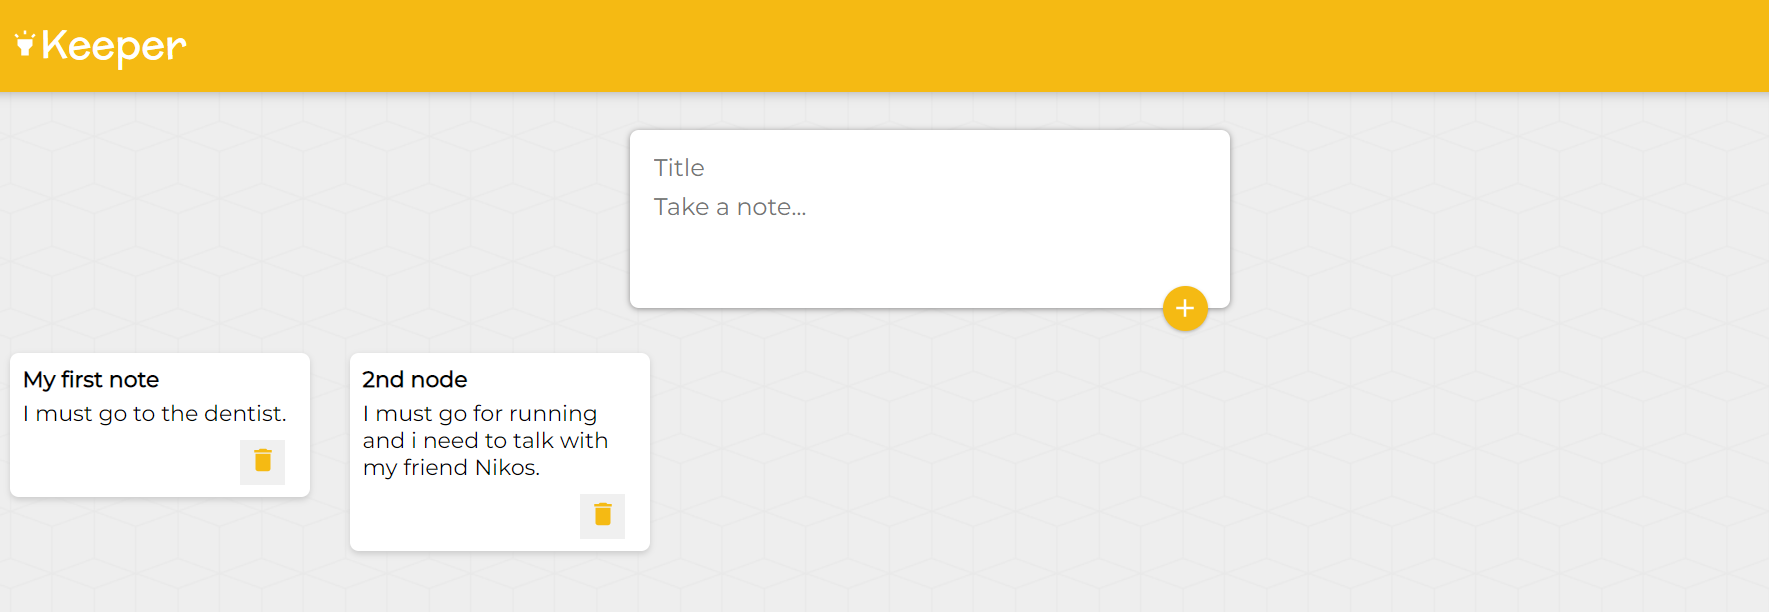 Keeper
Title
Take a note...
My first note
I must go to the dentist.
2nd node
I must go for running
and i need to talk with
my friend Nikos.